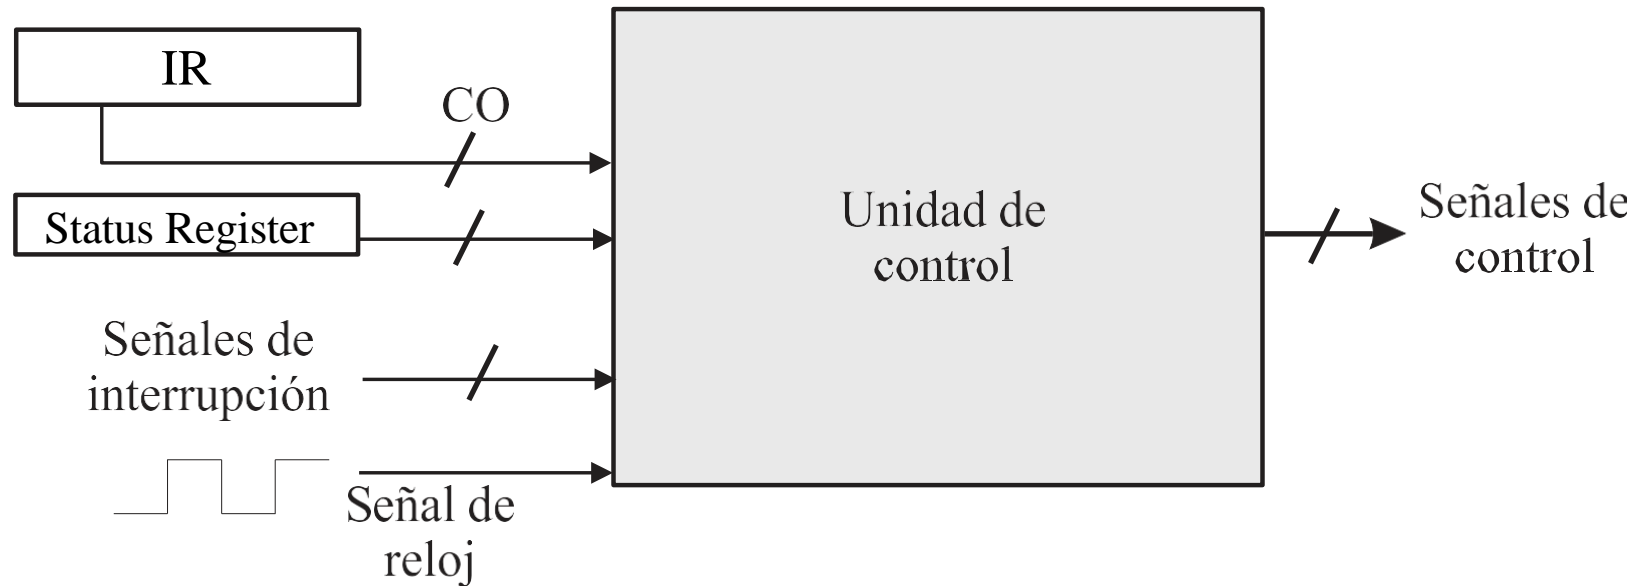 IR
CO
Status Register
Unidad de
control
Señales de
control
Señales de
interrupción
Señal de
reloj